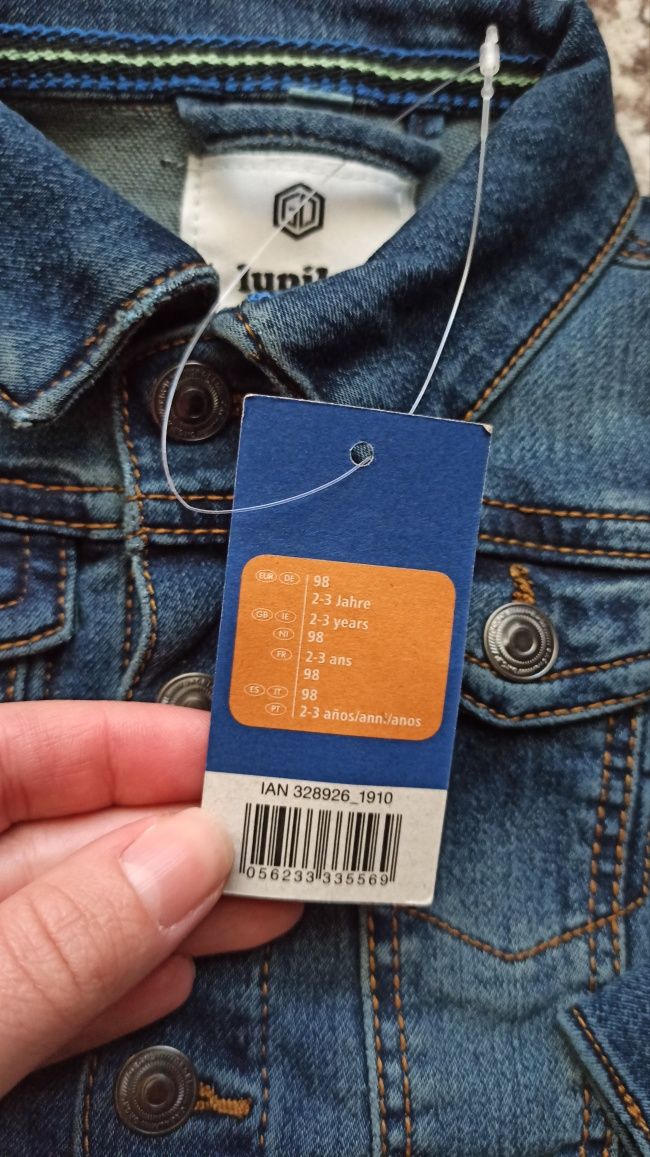 EUR DE 98
2-3 Jahre
GB IE 2-3 years
NI 98
FR 2-3 ans
98
ES IT 98
PT 2-3 años/anni/anos
IAN 328926_1910
056233 335569